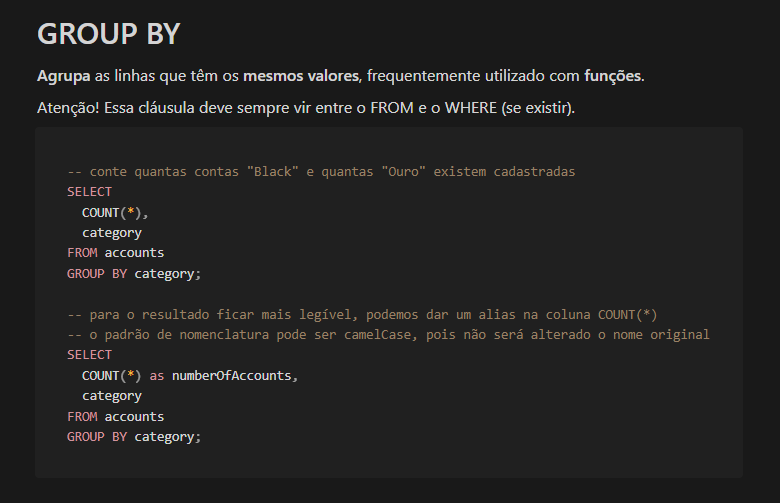 GROUP BY
Agrupa as linhas que têm os mesmos valores, frequentemente utilizado com funções.
Atenção! Essa cláusula deve sempre vir entre o FROM e o WHERE (se existir).
-- conte quantas contas "Black" e quantas "Ouro" existem cadastradas
SELECT
  COUNT(*),
  category
FROM accounts
GROUP BY category;
-- para o resultado ficar mais legível, podemos dar um alias na coluna COUNT(*)
-- o padrão de nomenclatura pode ser camelCase, pois não será alterado o nome original
SELECT
  COUNT(*) as numberOfAccounts,
  category
FROM accounts
GROUP BY category;